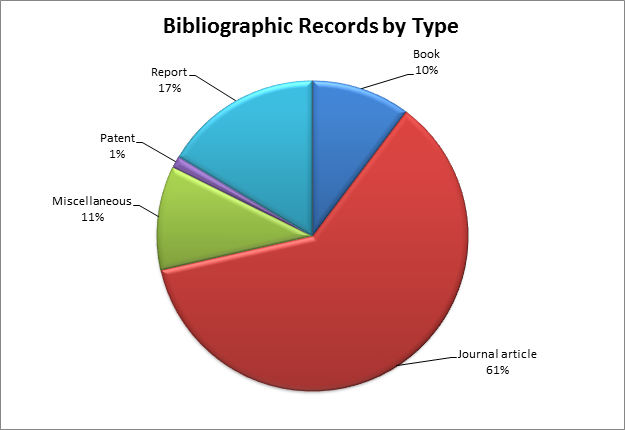 Bibliographic Records by Type
Book
10%
Report
17%
Patent
1%
Miscellaneous
11%
Journal article
61%